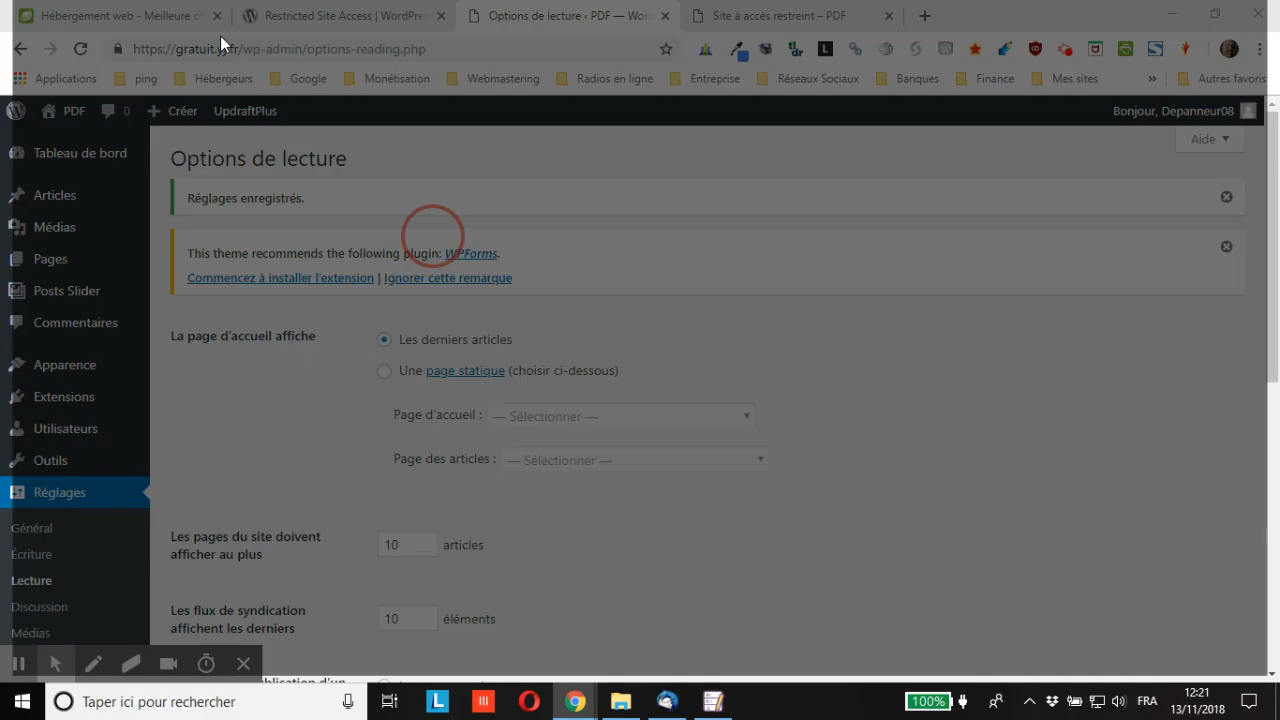 Hébergement web - Meilleure of
Restricted Site Access | WordPres
Options de lecture ‹ PDF — Wor
Site à accès restreint – PDF
/wp-admin/options-reading.php
Applications
ping
Hébergeurs
Google
Monétisation
Webmastering
Radios en ligne
Entreprise
Réseaux Sociaux
Banques
Finance
Mes sites
»
Autres favoris
PDF
0
Créer
UpdraftPlus
Bonjour, Depanneur08
Tableau de bord
Articles
Médias
Pages
Posts Slider
Commentaires
Apparence
Extensions
Utilisateurs
Outils
Réglages
Général
Écriture
Lecture
Discussion
Médias
Aide
Options de lecture
Réglages enregistrés.
This theme recommends the following plugin: WPForms.
Commencez à installer l'extension | Ignorer cette remarque
La page d'accueil affiche
Les derniers articles
Une page statique (choisir ci-dessous)
Page d'accueil : — Sélectionner —
Page des articles : — Sélectionner —
Les pages du site doivent
afficher au plus
10 articles
Les flux de syndication
affichent les derniers
10 éléments
Taper ici pour rechercher
100%
FRA
12:21
13/11/2018